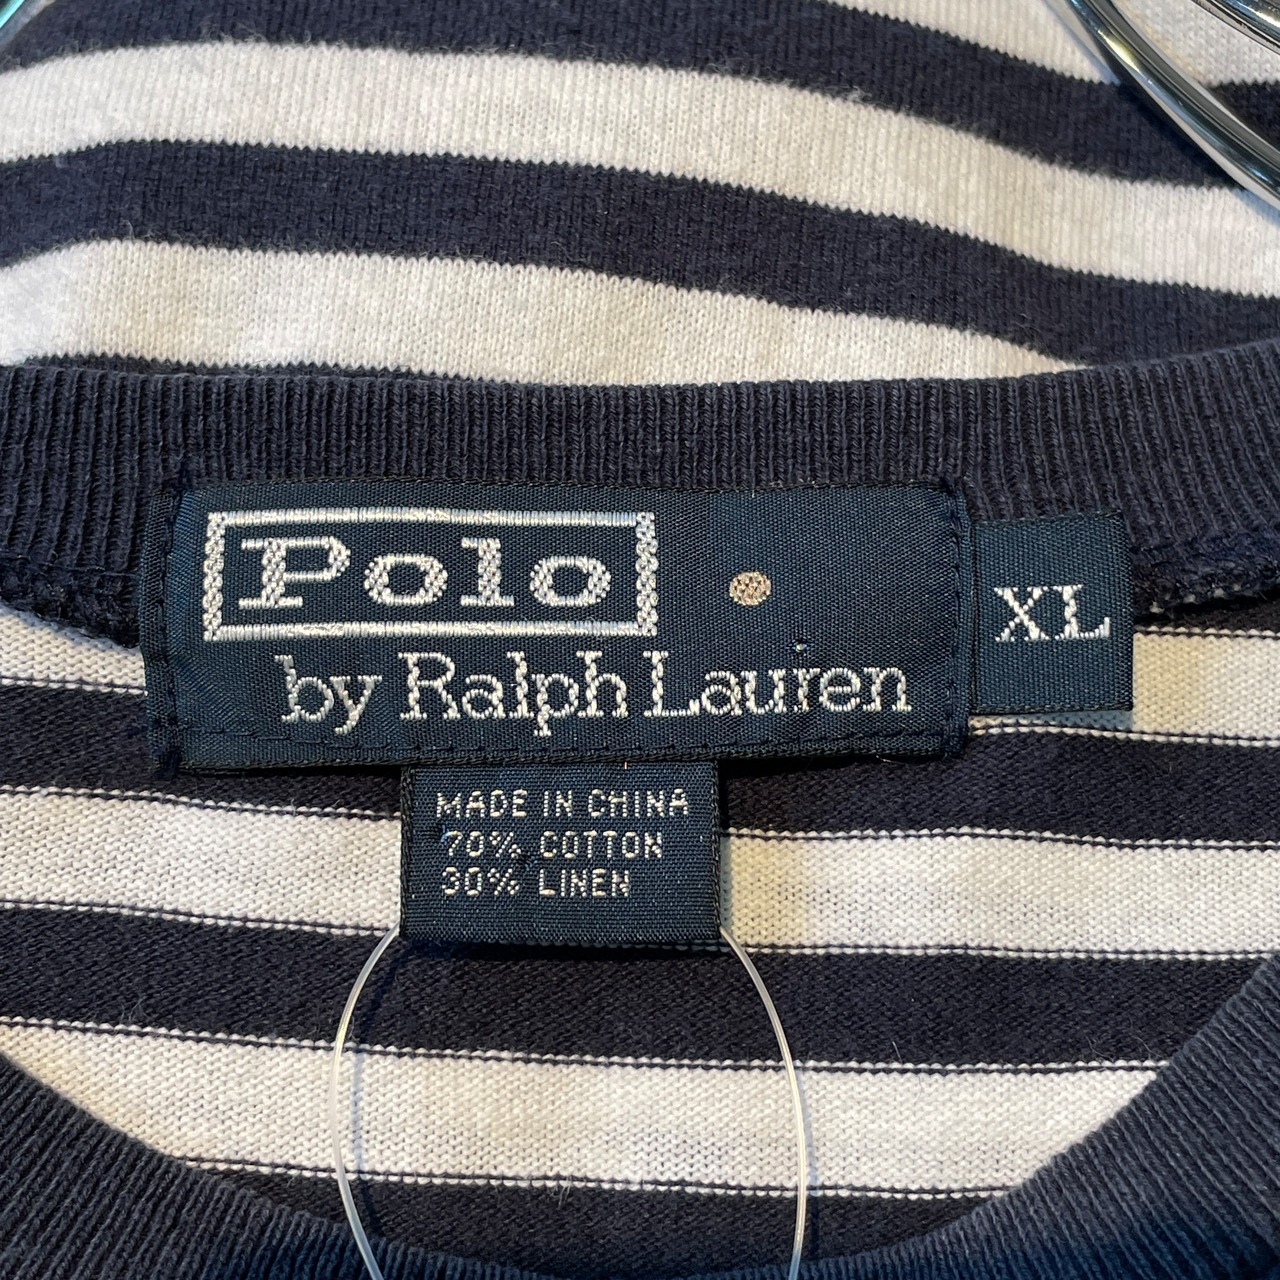 Polo
by Ralph Lauren
XL
MADE IN CHINA
70% COTTON
30% LINEN